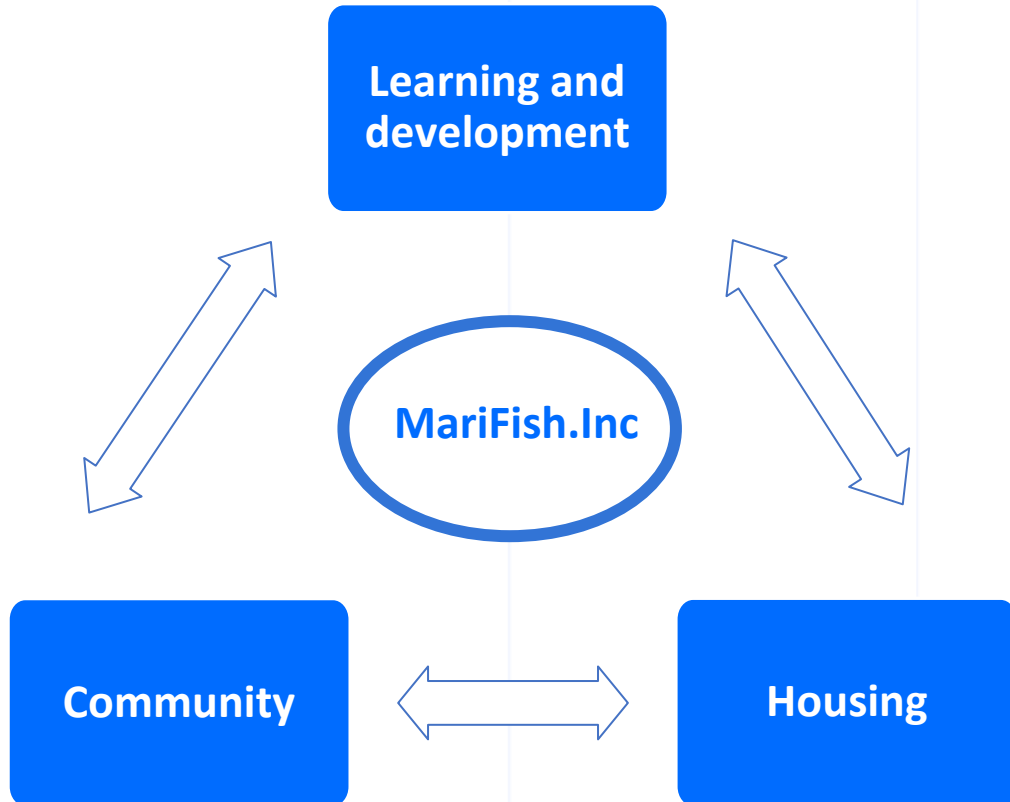 Learning and
development
MariFish.Inc
Community
Housing